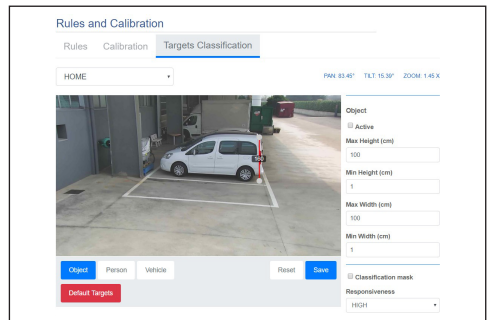 Rules and Calibration
Rules Calibration Targets Classification
HOME
PAN: 83.45° TILT: 15.39° ZOOM: 1.45 X
Object
Active
Max Height (cm)
100
Min Height (cm)
1
Max Width (cm)
100
Min Width (cm)
1
Object Person Vehicle Reset Save
Default Targets
Classification mask
Responsiveness
HIGH